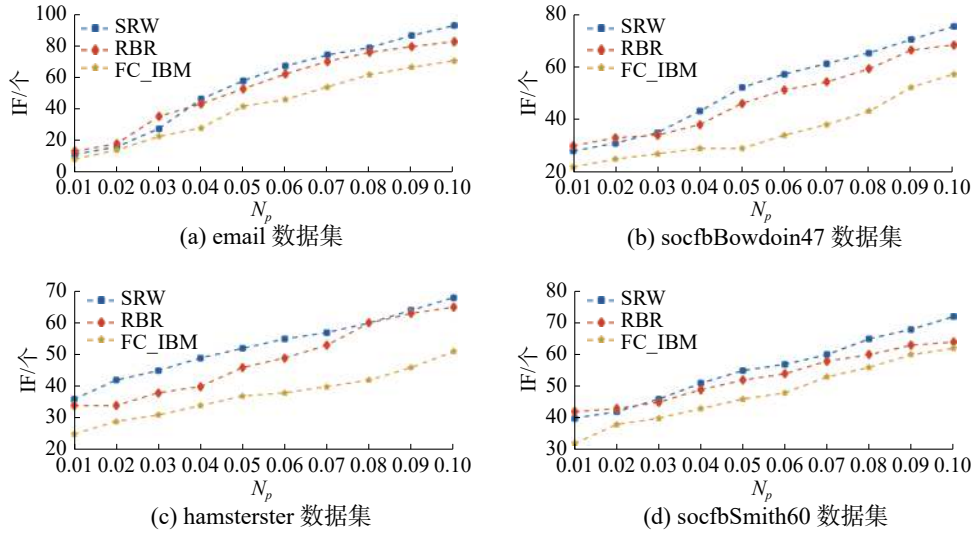 100
80
60
40
20
0
IF/个
SRW
RBR
FC_IBM
0.01 0.02 0.03 0.04 0.05 0.06 0.07 0.08 0.09 0.10
N_p
(a) email 数据集
80
60
40
20
IF/个
SRW
RBR
FC_IBM
0.01 0.02 0.03 0.04 0.05 0.06 0.07 0.08 0.09 0.10
N_p
(b) socfbBowdoin47 数据集
70
60
50
40
30
20
IF/个
SRW
RBR
FC_IBM
0.01 0.02 0.03 0.04 0.05 0.06 0.07 0.08 0.09 0.10
N_p
(c) hamsterster 数据集
80
70
60
50
40
30
IF/个
SRW
RBR
FC_IBM
0.01 0.02 0.03 0.04 0.05 0.06 0.07 0.08 0.09 0.10
N_p
(d) socfbSmith60 数据集